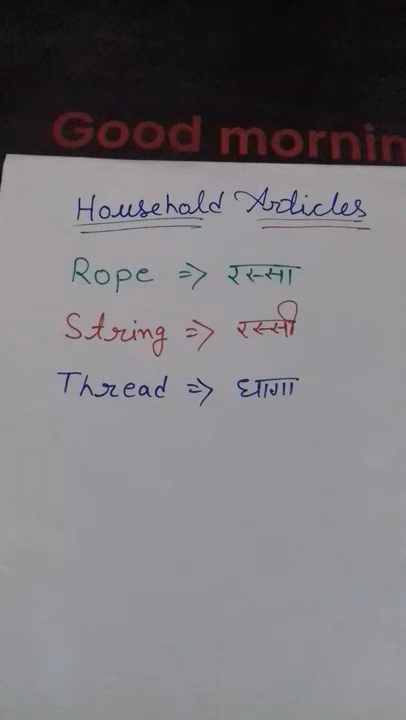 Good mornin
Household Articles
Rope => रस्सा
String => रस्सी
Thread => धागा